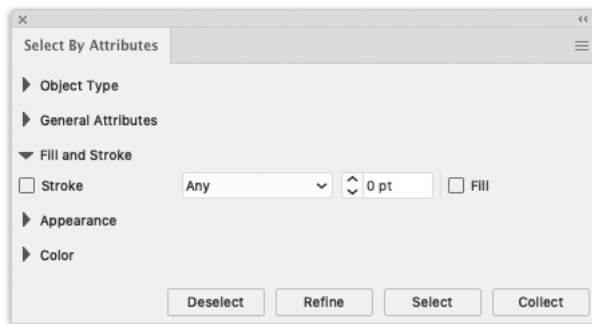 Select By Attributes
Object Type
General Attributes
Fill and Stroke
Stroke Any 0 pt Fill
Appearance
Color
Deselect Refine Select Collect